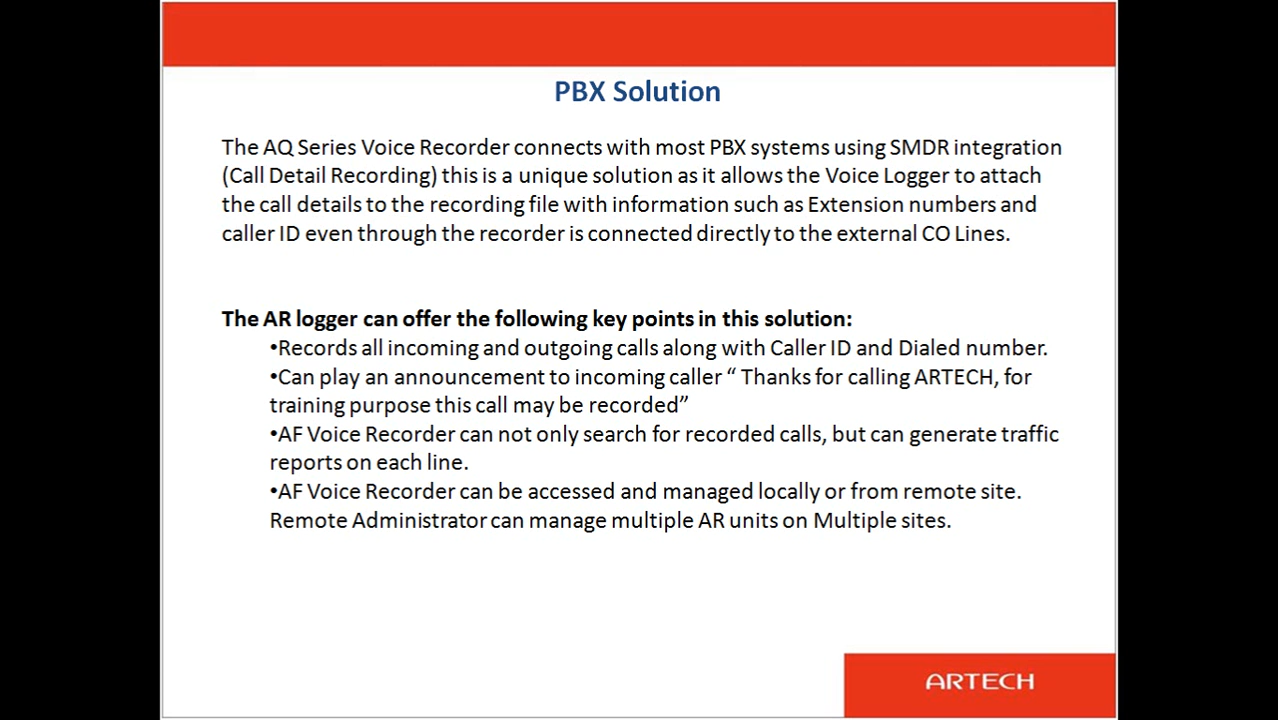 PBX Solution
The AQ Series Voice Recorder connects with most PBX systems using SMDR integration
(Call Detail Recording) this is a unique solution as it allows the Voice Logger to attach
the call details to the recording file with information such as Extension numbers and
caller ID even through the recorder is connected directly to the external CO Lines.
The AR logger can offer the following key points in this solution:
•Records all incoming and outgoing calls along with Caller ID and Dialed number.
•Can play an announcement to incoming caller “ Thanks for calling ARTECH, for
training purpose this call may be recorded”
•AF Voice Recorder can not only search for recorded calls, but can generate traffic
reports on each line.
•AF Voice Recorder can be accessed and managed locally or from remote site.
Remote Administrator can manage multiple AR units on Multiple sites.
ARTECH